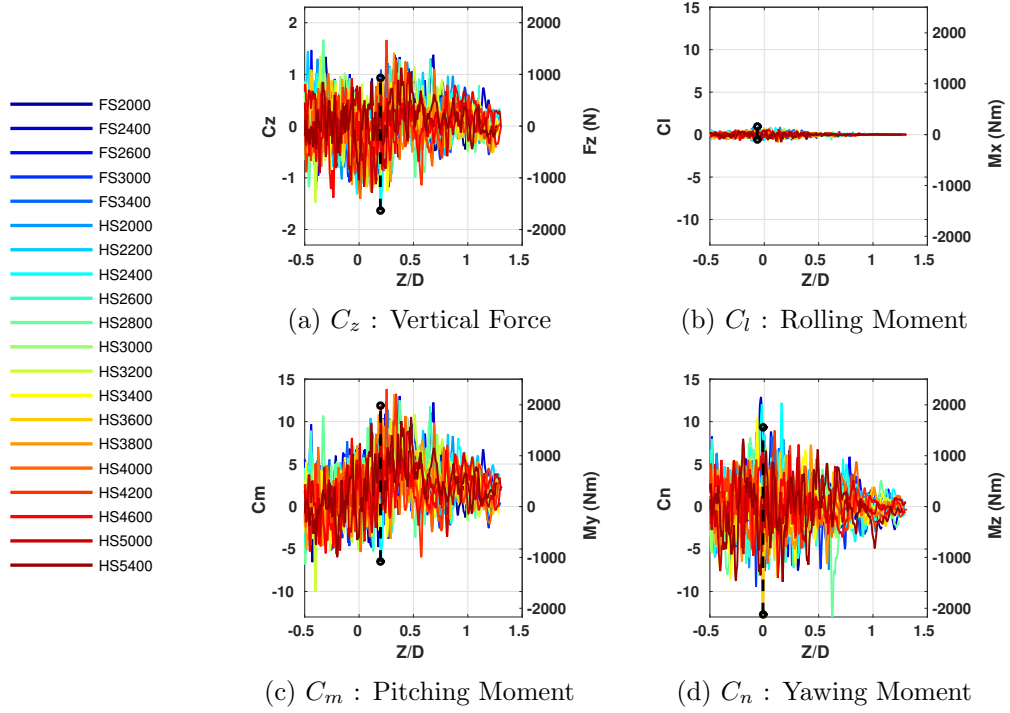 FS2000
FS2400
FS2600
FS3000
FS3400
HS2000
HS2200
HS2400
HS2600
HS2800
HS3000
HS3200
HS3400
HS3600
HS3800
HS4000
HS4200
HS4600
HS5000
HS5400
2
1
0
-1
-2
Cz
2000
1000
0
-1000
-2000
Fz (N)
-0.5 0 0.5 1 1.5
Z/D
(a) C_z : Vertical Force
15
10
5
0
-5
-10
Cl
2000
1000
0
-1000
-2000
Mx (Nm)
-0.5 0 0.5 1 1.5
Z/D
(b) C_l : Rolling Moment
15
10
5
0
-5
-10
Cm
2000
1000
0
-1000
-2000
My (Nm)
-0.5 0 0.5 1 1.5
Z/D
(c) C_m : Pitching Moment
15
10
5
0
-5
-10
Cn
2000
1000
0
-1000
-2000
Mz (Nm)
-0.5 0 0.5 1 1.5
Z/D
(d) C_n : Yawing Moment